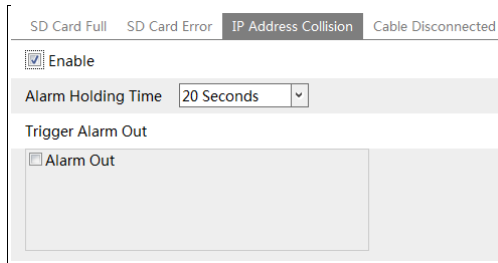 SD Card Full SD Card Error IP Address Collision Cable Disconnected
Enable
Alarm Holding Time 20 Seconds
Trigger Alarm Out
Alarm Out